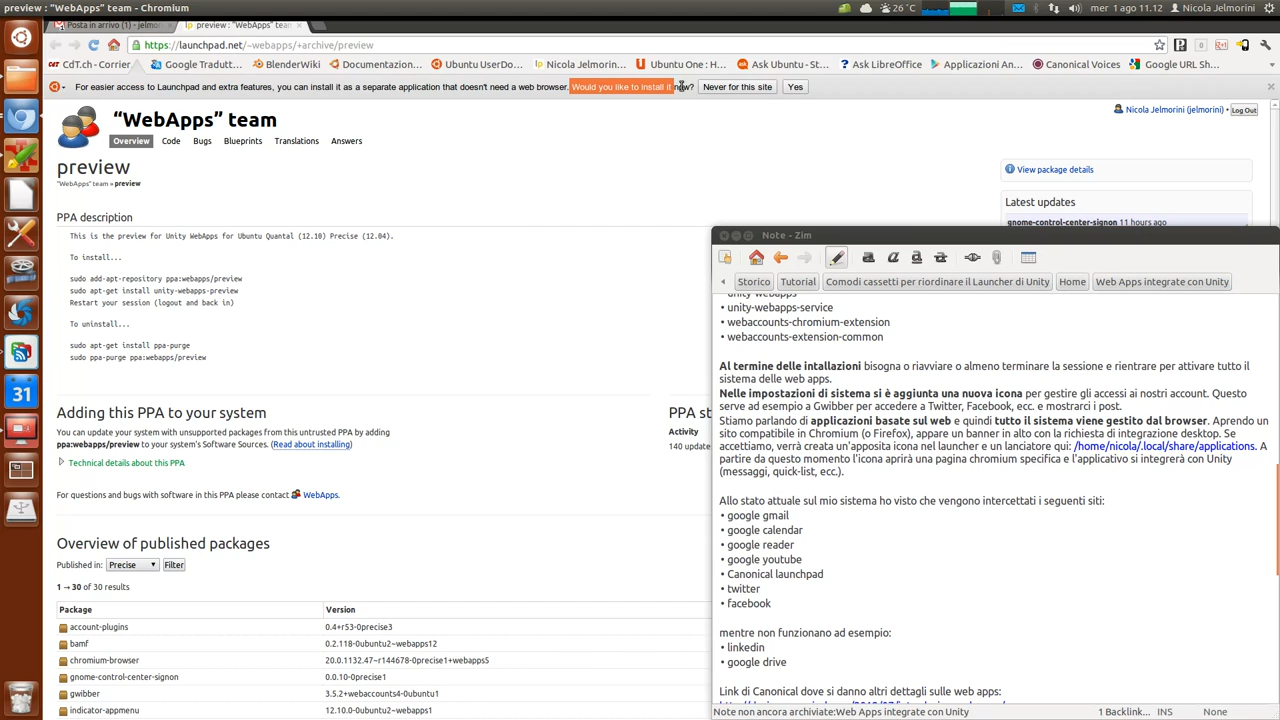 preview : "WebApps" team - Chromium
26 °C
mer 1 ago 11.12
Nicola Jelmorini
Posta in arrivo (1) - jelmor
preview : "WebApps" team
https://launchpad.net/~webapps/+archive/preview
CdT.ch - Corrier
Google Tradutt
BlenderWiki
Documentazion
Ubuntu UserDo
Nicola Jelmorin
Ubuntu One : H
Ask Ubuntu - St
Ask LibreOffice
Applicazioni An
Canonical Voices
Google URL Sh
For easier access to Launchpad and extra features, you can install it as a separate application that doesn't need a web browser. Would you like to install it now?
Never for this site
Yes
“WebApps” team
Nicola Jelmorini (jelmorini) • Log Out
Overview Code Bugs Blueprints Translations Answers
preview
"WebApps" team » preview
View package details
Latest updates
gnome-control-center-signon 11 hours ago
PPA description
This is the preview for Unity WebApps for Ubuntu Quantal (12.10) Precise (12.04).
To install...
sudo add-apt-repository ppa:webapps/preview
sudo apt-get install unity-webapps-preview
Restart your session (logout and back in)
To uninstall...
sudo apt-get install ppa-purge
sudo ppa-purge ppa:webapps/preview
Adding this PPA to your system
You can update your system with unsupported packages from this untrusted PPA by adding
ppa:webapps/preview to your system's Software Sources. (Read about installing)
Technical details about this PPA
For questions and bugs with software in this PPA please contact WebApps.
PPA st
Activity
140 update
Overview of published packages
Published in: Precise Filter
1 → 30 of 30 results
Package Version
account-plugins 0.4+r53-0precise3
bamf 0.2.118-0ubuntu2~webapps12
chromium-browser 20.0.1132.47~r144678-0precise1+webapps5
gnome-control-center-signon 0.0.10-0precise1
gwibber 3.5.2+webaccounts4-0ubuntu1
indicator-appmenu 12.10.0-0ubuntu2~webapps1
31
Note - Zim
Storico
Tutorial
Comodi cassetti per riordinare il Launcher di Unity
Home
Web Apps integrate con Unity
• unity-webapps
• unity-webapps-service
• webaccounts-chromium-extension
• webaccounts-extension-common
Al termine delle intallazioni bisogna o riavviare o almeno terminare la sessione e rientrare per attivare tutto il
sistema delle web apps.
Nelle impostazioni di sistema si è aggiunta una nuova icona per gestire gli accessi ai nostri account. Questo
serve ad esempio a Gwibber per accedere a Twitter, Facebook, ecc. e mostrarci i post.
Stiamo parlando di applicazioni basate sul web e quindi tutto il sistema viene gestito dal browser. Aprendo un
sito compatibile in Chromium (o Firefox), appare un banner in alto con la richiesta di integrazione desktop. Se
accettiamo, verrà creata un'apposita icona nel launcher e un lanciatore qui: /home/nicola/.local/share/applications. A
partire da questo momento l'icona aprirà una pagina chromium specifica e l'applicativo si integrerà con Unity
(messaggi, quick-list, ecc.).
Allo stato attuale sul mio sistema ho visto che vengono intercettati i seguenti siti:
• google gmail
• google calendar
• google reader
• google youtube
• Canonical launchpad
• twitter
• facebook
mentre non funzionano ad esempio:
• linkedin
• google drive
Link di Canonical dove si danno altri dettagli sulle web apps:
Note non ancora archiviate:Web Apps integrate con Unity
1 Backlink...
INS
None